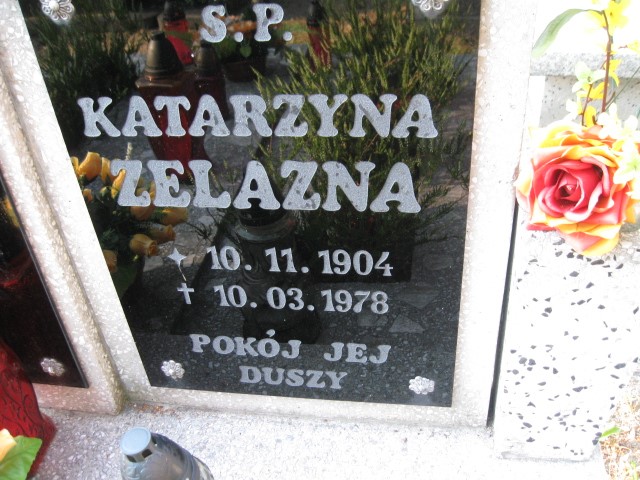 Ś.P.
KATARZYNA
ŻELAZNA
10.11.1904
10.03.1978
POKÓJ JEJ
DUSZY